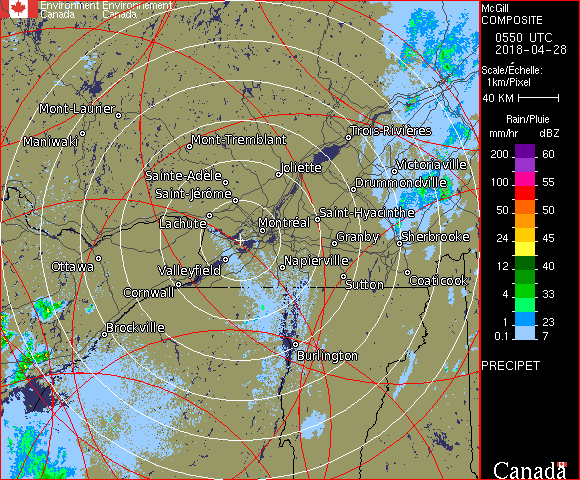 Environment Environnement
Canada Canada
McGill
COMPOSITE
0550 UTC
2018-04-28
Scale/Échelle:
1km/Pixel
40 KM
Rain/Pluie
mm/hr dBZ
200 60
100 55
50 50
24 45
12 40
4 33
1 23
0.1 7
PRECIPET
Canada
Mont-Laurier
Maniwaki
Mont-Tremblant
Trois-Rivières
Joliette
Victoriaville
Sainte-Adèle
Drummondville
Saint-Jérôme
Lachute
Montréal
Saint-Hyacinthe
Granby
Sherbrooke
Ottawa
Valleyfield
Napierville
Cornwall
Sutton
Coaticook
Brockville
Burlington